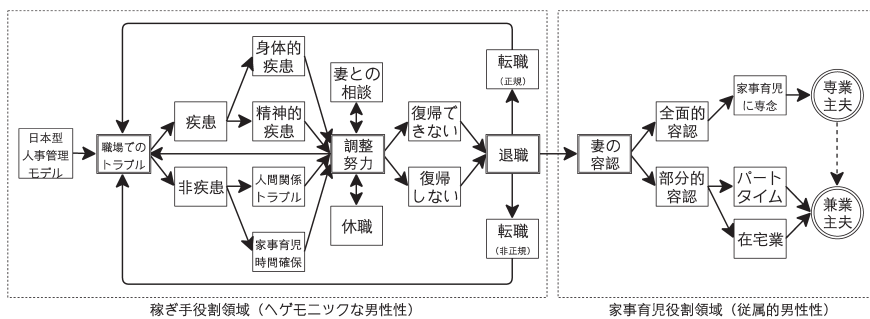 日本型
人事管理
モデル
職場での
トラブル
疾患
非疾患
身体的
疾患
精神的
疾患
人間関係
トラブル
家事育児
時間確保
妻との
相談
調整
努力
休職
復帰で
きない
復帰
しない
転職
（正規）
退職
転職
（非正規）
妻の
容認
全面的
容認
部分的
容認
家事育児
に専念
パート
タイム
在宅業
専業
主夫
兼業
主夫
稼ぎ手役割領域（ヘゲモニックな男性性）
家事育児役割領域（従属的男性性）